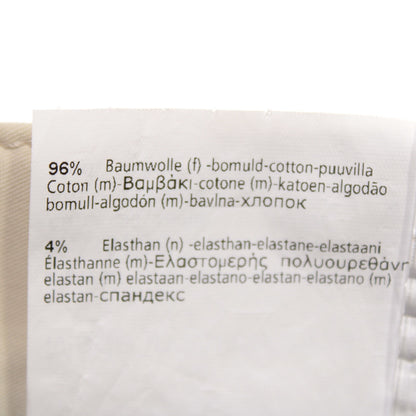 96% Baumwolle (f) -bomuld-cotton-puuvilla
Coton (m)-Βαμβάκι-cotone (m)-katoen-algodão
bomull-algodón (m)-bavlna-хлопок
4% Elasthan (n) -elasthan-elastane-elastaani
Élasthanne (m)-Ελαστομερής πολυουρεθάνη
elastan (m) elastaan-elastano-elastan-elastano (m)
elastan-спандекс